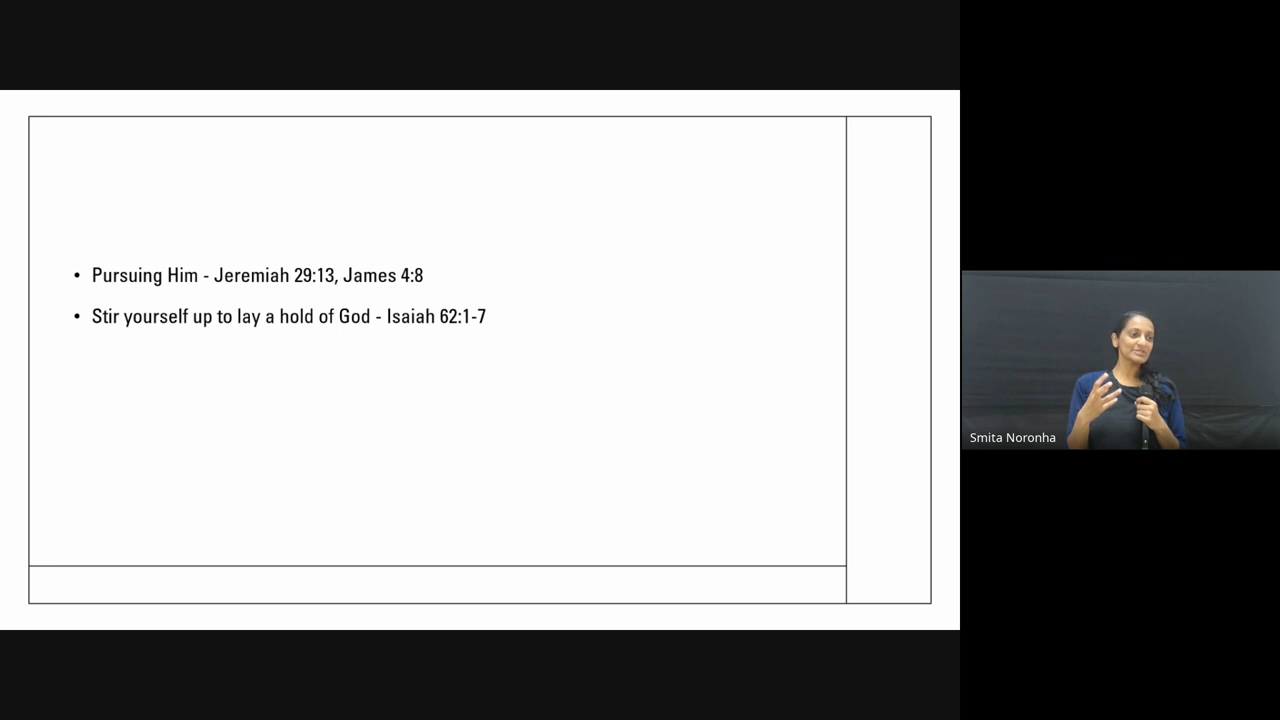 • Pursuing Him - Jeremiah 29:13, James 4:8
• Stir yourself up to lay a hold of God - Isaiah 62:1-7
Smita Noronha